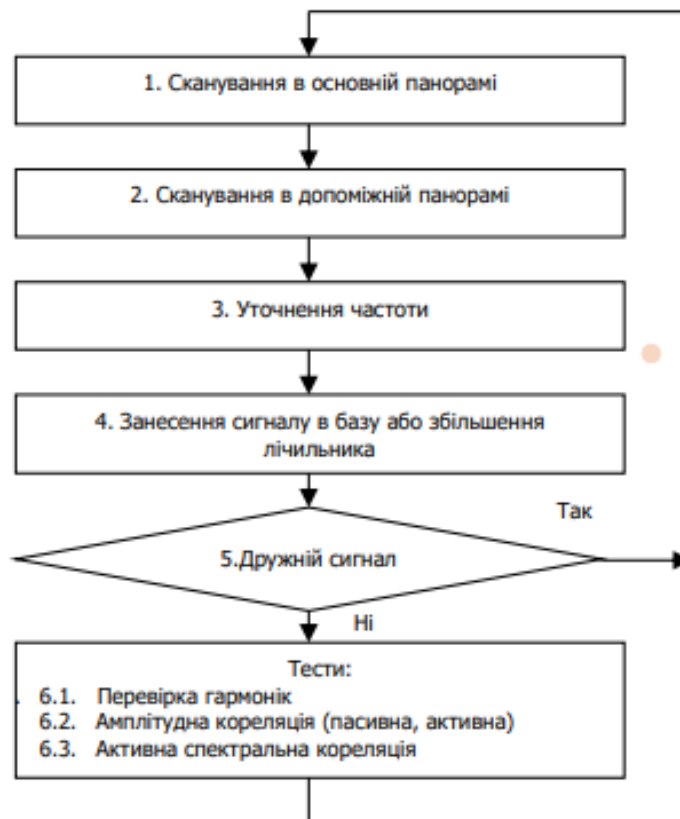 1. Сканування в основній панорамі
2. Сканування в допоміжній панорамі
3. Уточнення частоти
4. Занесення сигналу в базу або збільшення
лічильника
Так
5.Дружній сигнал
Ні
Тести:
6.1. Перевірка гармонік
6.2. Амплітудна кореляція (пасивна, активна)
6.3. Активна спектральна кореляція